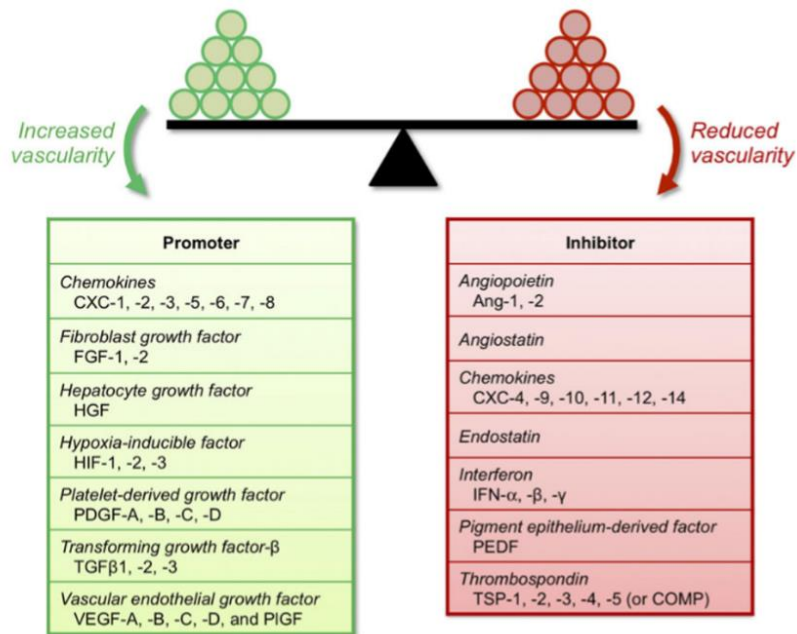 Increased
vascularity
Reduced
vascularity
Promoter
Chemokines
CXC-1, -2, -3, -5, -6, -7, -8
Fibroblast growth factor
FGF-1, -2
Hepatocyte growth factor
HGF
Hypoxia-inducible factor
HIF-1, -2, -3
Platelet-derived growth factor
PDGF-A, -B, -C, -D
Transforming growth factor-β
TGFβ1, -2, -3
Vascular endothelial growth factor
VEGF-A, -B, -C, -D, and PIGF
Inhibitor
Angiopoietin
Ang-1, -2
Angiostatin
Chemokines
CXC-4, -9, -10, -11, -12, -14
Endostatin
Interferon
IFN-α, -β, -γ
Pigment epithelium-derived factor
PEDF
Thrombospondin
TSP-1, -2, -3, -4, -5 (or COMP)